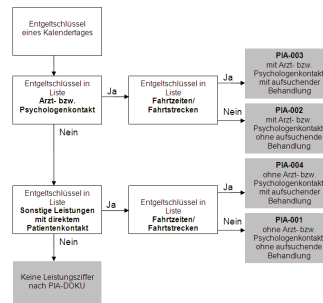 Entgeltschlüssel
eines Kalendertages
Entgeltschlüssel in
Liste
Arzt- bzw.
Psychologenkontakt
Ja
Entgeltschlüssel in
Liste
Fahrtzeiten/
Fahrtstrecken
Ja
PIA-003
mit Arzt- bzw.
Psychologenkontakt
mit aufsuchender
Behandlung
Nein
PIA-002
mit Arzt- bzw.
Psychologenkontakt
ohne aufsuchende
Behandlung
Nein
Entgeltschlüssel in
Liste
Sonstige Leistungen
mit direktem
Patientenkontakt
Ja
Entgeltschlüssel in
Liste
Fahrtzeiten/
Fahrtstrecken
Ja
PIA-004
ohne Arzt- bzw.
Psychologenkontakt
mit aufsuchender
Behandlung
Nein
PIA-001
ohne Arzt- bzw.
Psychologenkontakt
ohne aufsuchende
Behandlung
Nein
Keine Leistungsziffer
nach PIA-DOKU